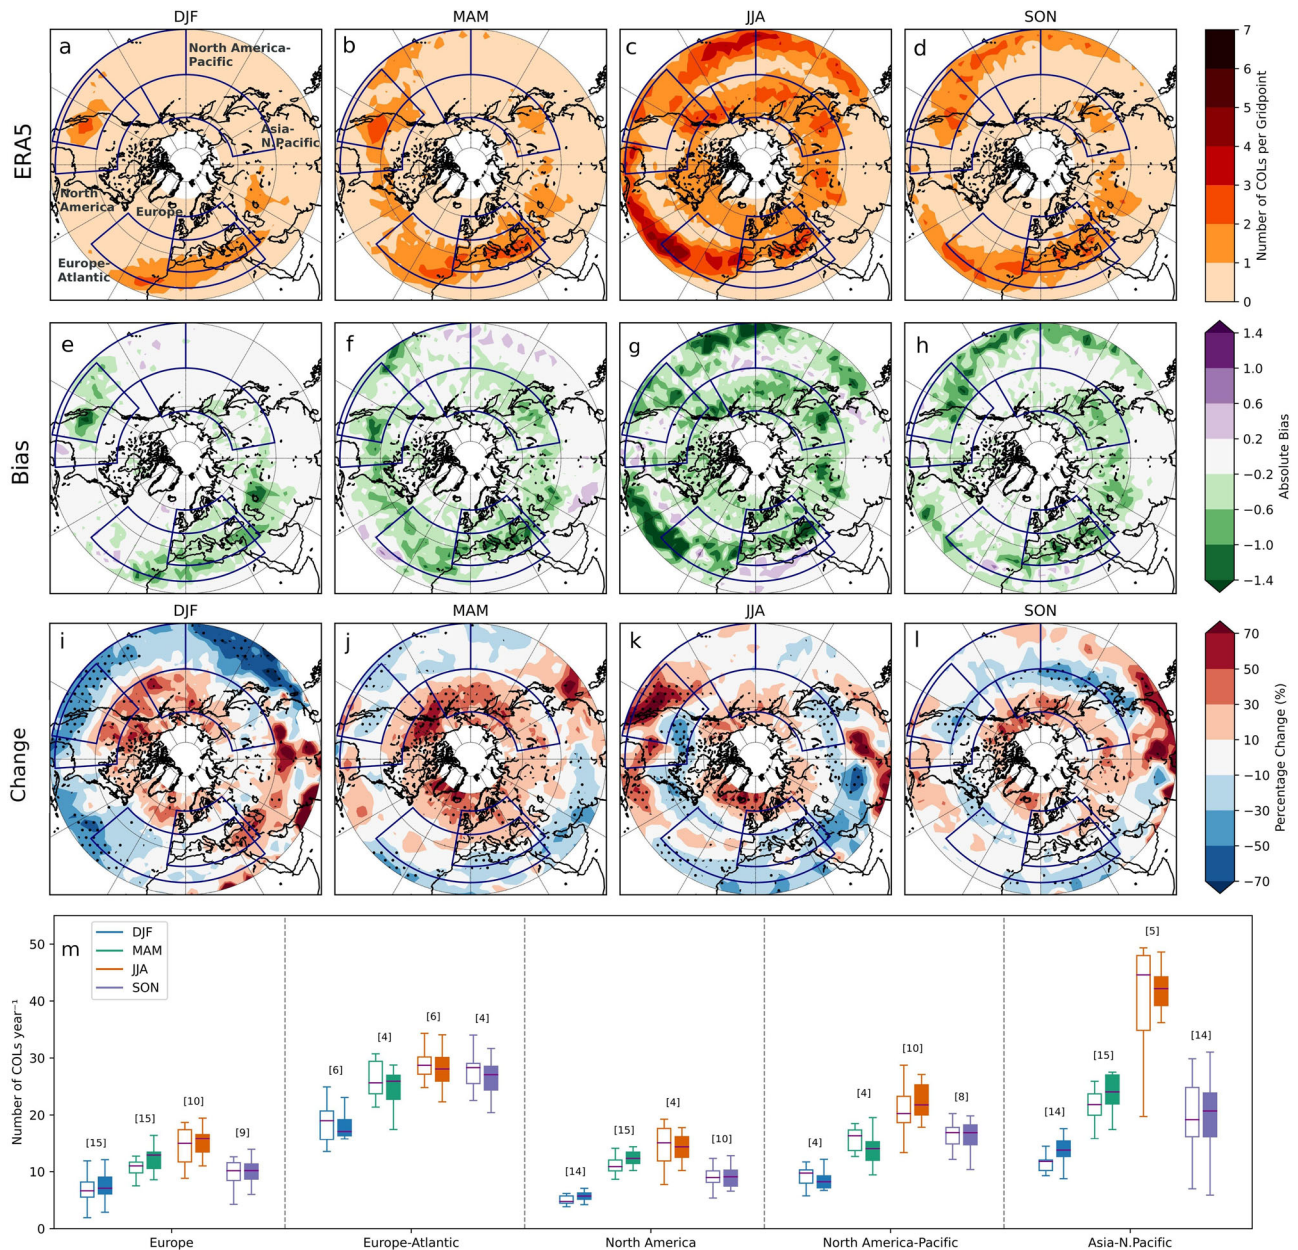 DJF
MAM
JJA
SON
ERA5
a
b
c
d
North America-
Pacific
Asia-
N.Pacific
North
America
Europe
Europe-
Atlantic
7
6
5
4
3
2
1
0
Number of COLs per Gridpoint
Bias
e
f
g
h
1.4
1.0
0.6
0.2
−0.2
−0.6
−1.0
−1.4
Absolute Bias
DJF
MAM
JJA
SON
Change
i
j
k
l
70
50
30
10
−10
−30
−50
−70
Percentage Change (%)
m
DJF
MAM
JJA
SON
Number of COLs year⁻¹
50
40
30
20
10
0
[15]
[15]
[10]
[9]
[6]
[4]
[6]
[4]
[14]
[15]
[4]
[10]
[4]
[4]
[10]
[8]
[14]
[15]
[5]
[14]
Europe
Europe-Atlantic
North America
North America-Pacific
Asia-N.Pacific